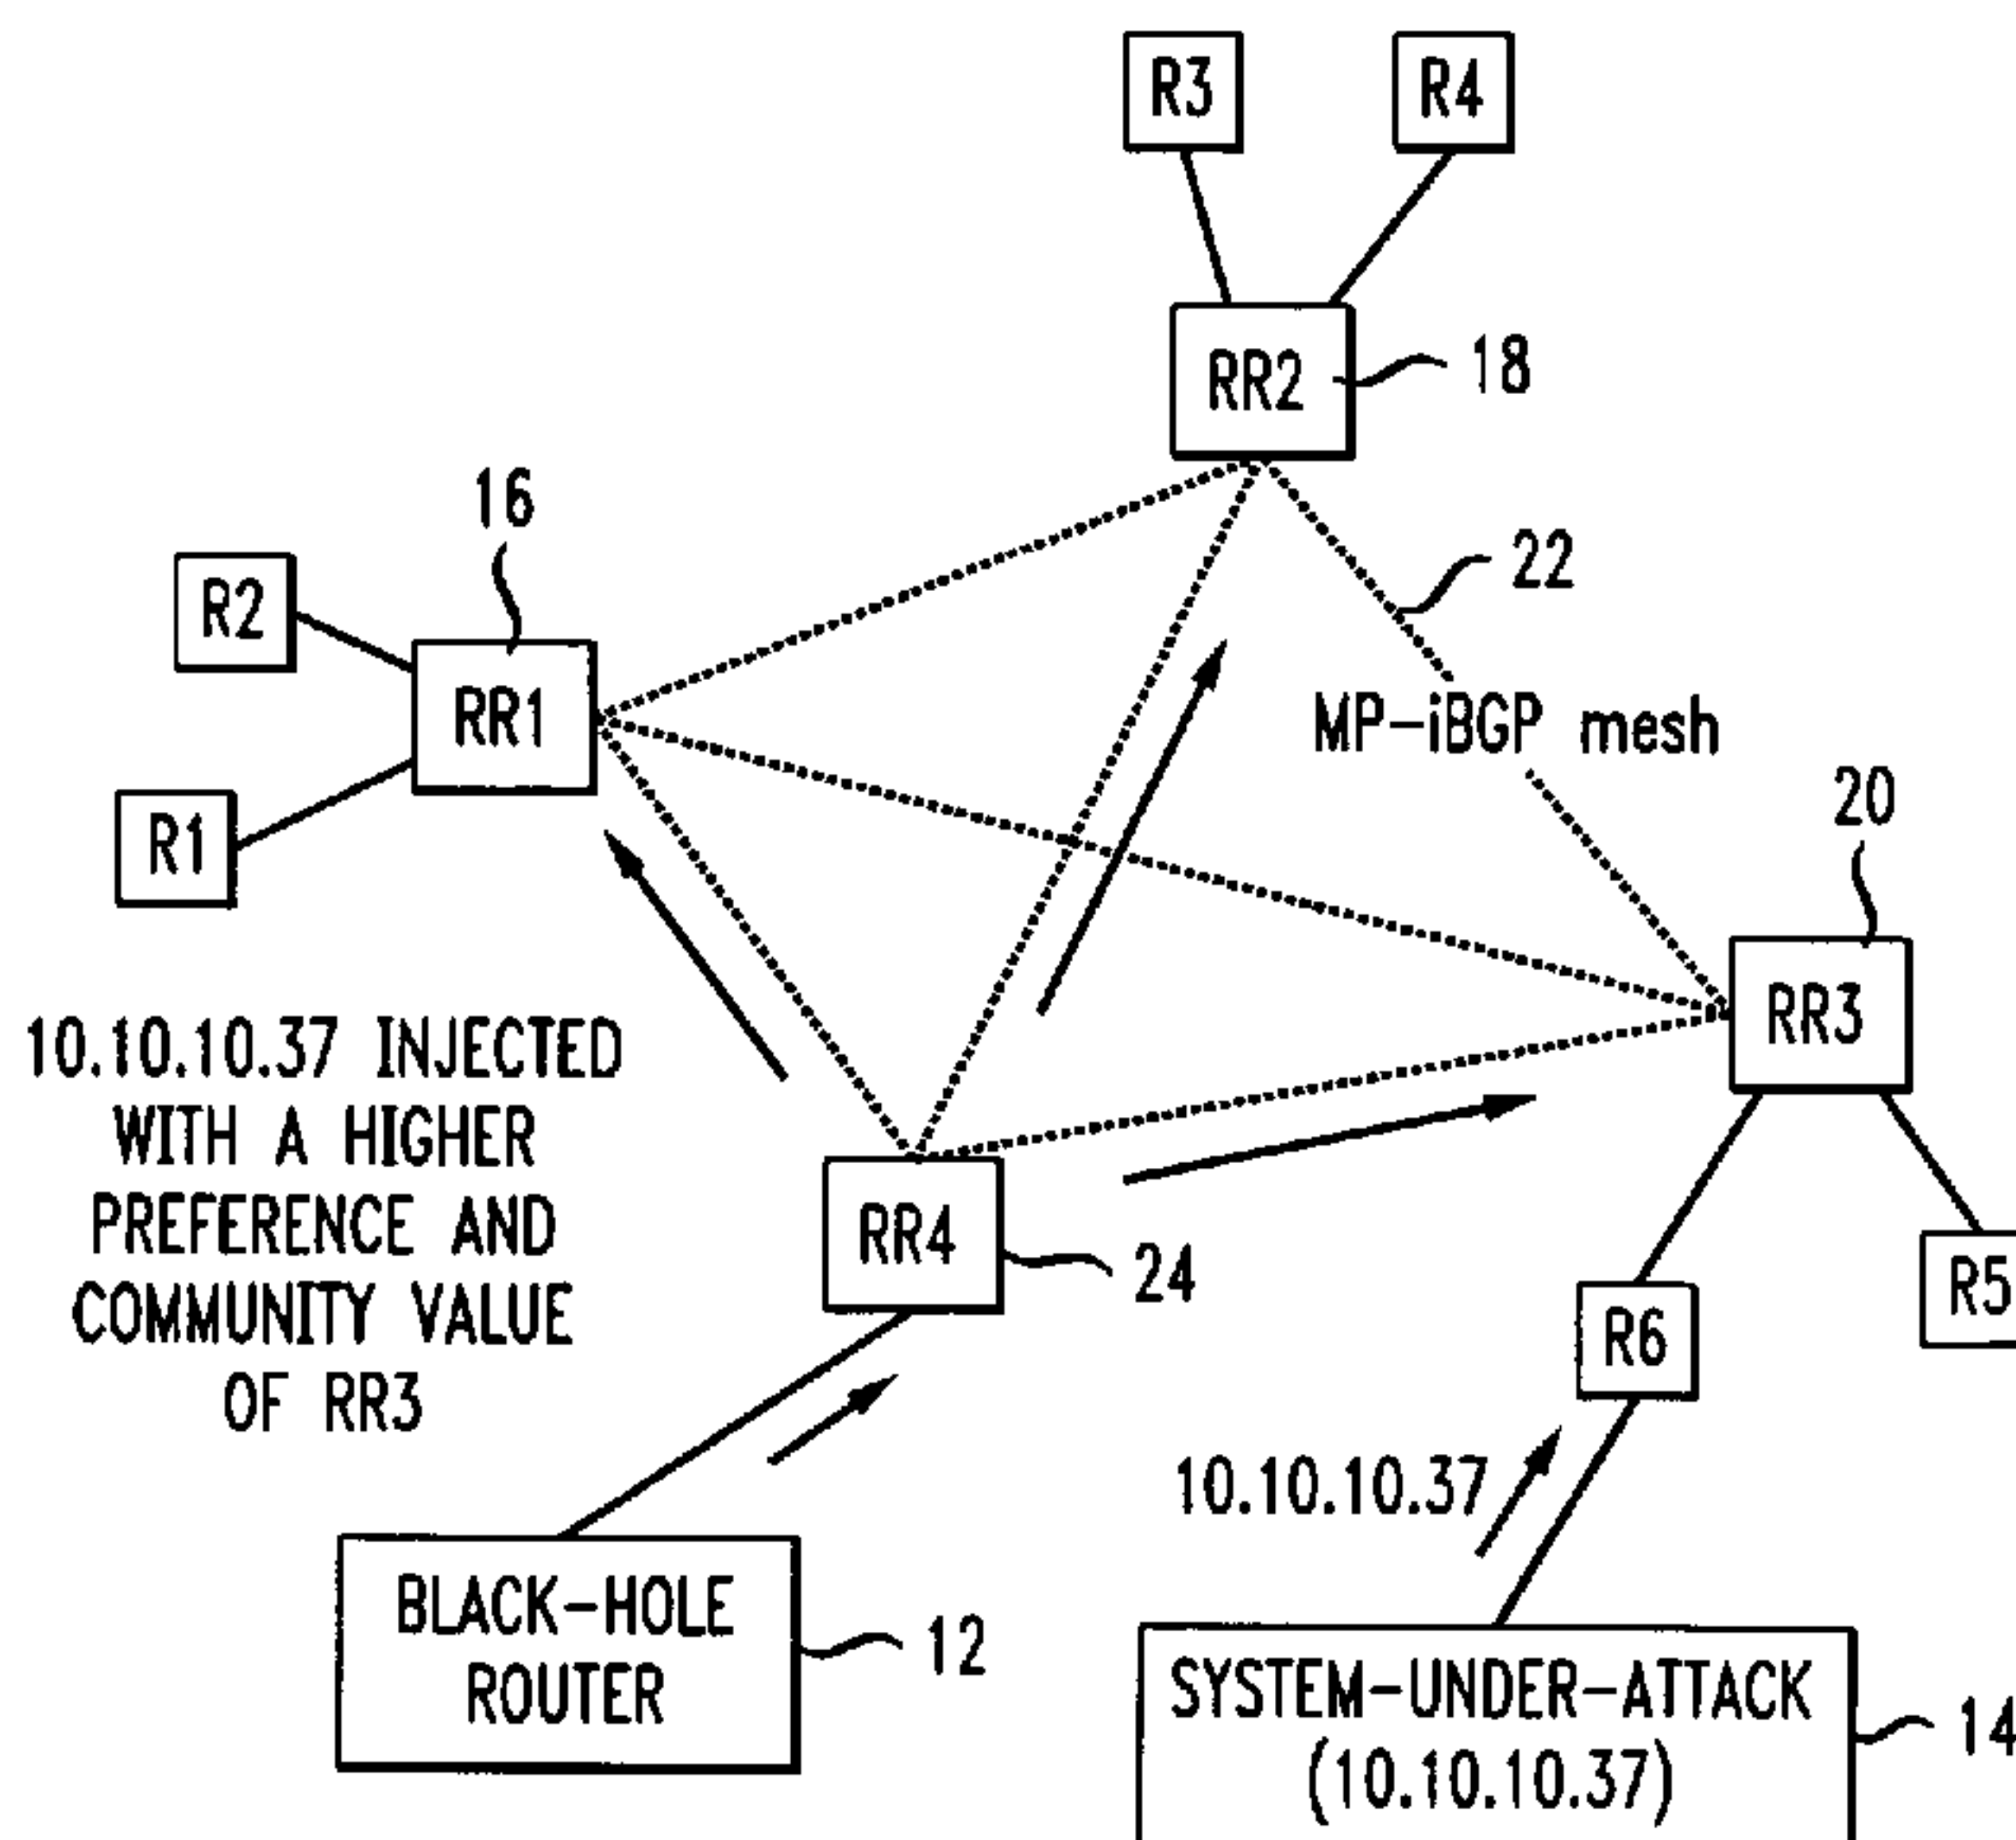 R3
R4
RR2
18
16
22
R2
RR1
MP-iBGP mesh
20
R1
RR3
10.10.10.37 INJECTED
WITH A HIGHER
PREFERENCE AND
COMMUNITY VALUE
OF RR3
RR4
24
R5
R6
10.10.10.37
BLACK-HOLE
ROUTER
12
SYSTEM-UNDER-ATTACK
(10.10.10.37)
14